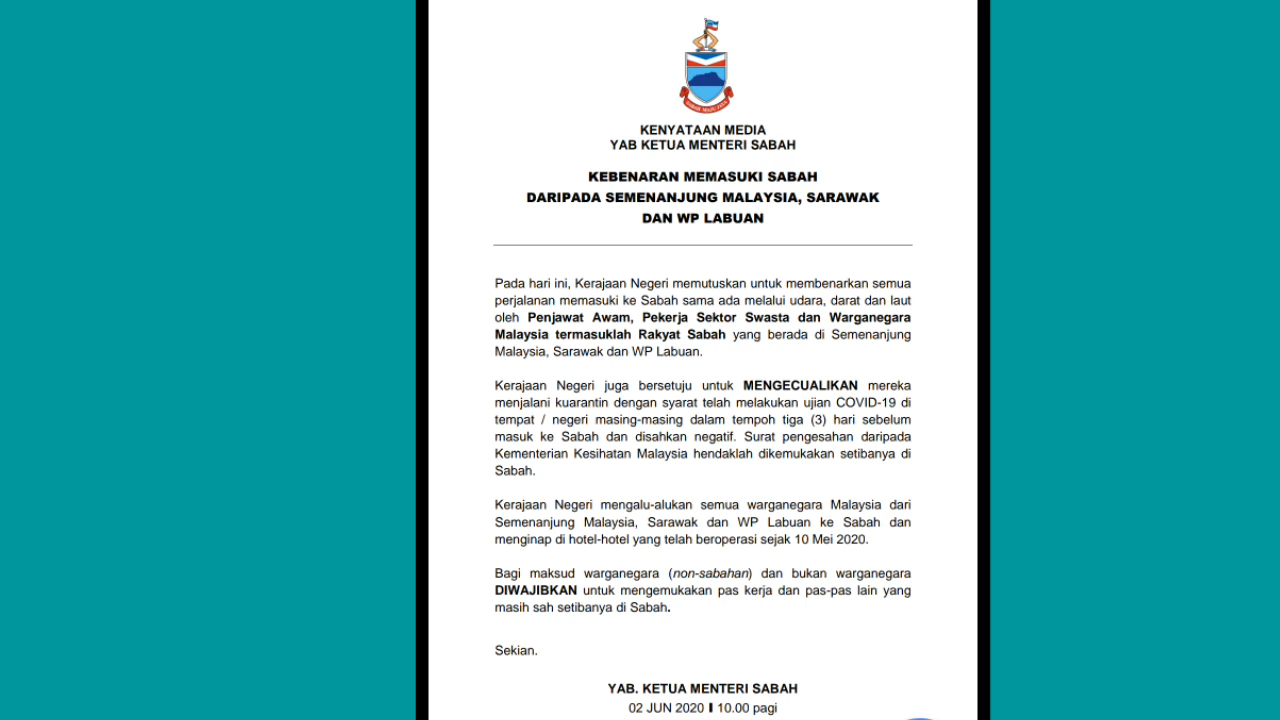 SABAH MAJU JAYA
KENYATAAN MEDIA
YAB KETUA MENTERI SABAH
KEBENARAN MEMASUKI SABAH
DARIPADA SEMENANJUNG MALAYSIA, SARAWAK
DAN WP LABUAN
Pada hari ini, Kerajaan Negeri memutuskan untuk membenarkan semua
perjalanan memasuki ke Sabah sama ada melalui udara, darat dan laut
oleh Penjawat Awam, Pekerja Sektor Swasta dan Warganegara
Malaysia termasuklah Rakyat Sabah yang berada di Semenanjung
Malaysia, Sarawak dan WP Labuan.
Kerajaan Negeri juga bersetuju untuk MENGECUALIKAN mereka
menjalani kuarantin dengan syarat telah melakukan ujian COVID-19 di
tempat / negeri masing-masing dalam tempoh tiga (3) hari sebelum
masuk ke Sabah dan disahkan negatif. Surat pengesahan daripada
Kementerian Kesihatan Malaysia hendaklah dikemukakan setibanya di
Sabah.
Kerajaan Negeri mengalu-alukan semua warganegara Malaysia dari
Semenanjung Malaysia, Sarawak dan WP Labuan ke Sabah dan
menginap di hotel-hotel yang telah beroperasi sejak 10 Mei 2020.
Bagi maksud warganegara (non-sabahan) dan bukan warganegara
DIWAJIBKAN untuk mengemukakan pas kerja dan pas-pas lain yang
masih sah setibanya di Sabah.
Sekian.
YAB. KETUA MENTERI SABAH
02 JUN 2020 I 10.00 pagi